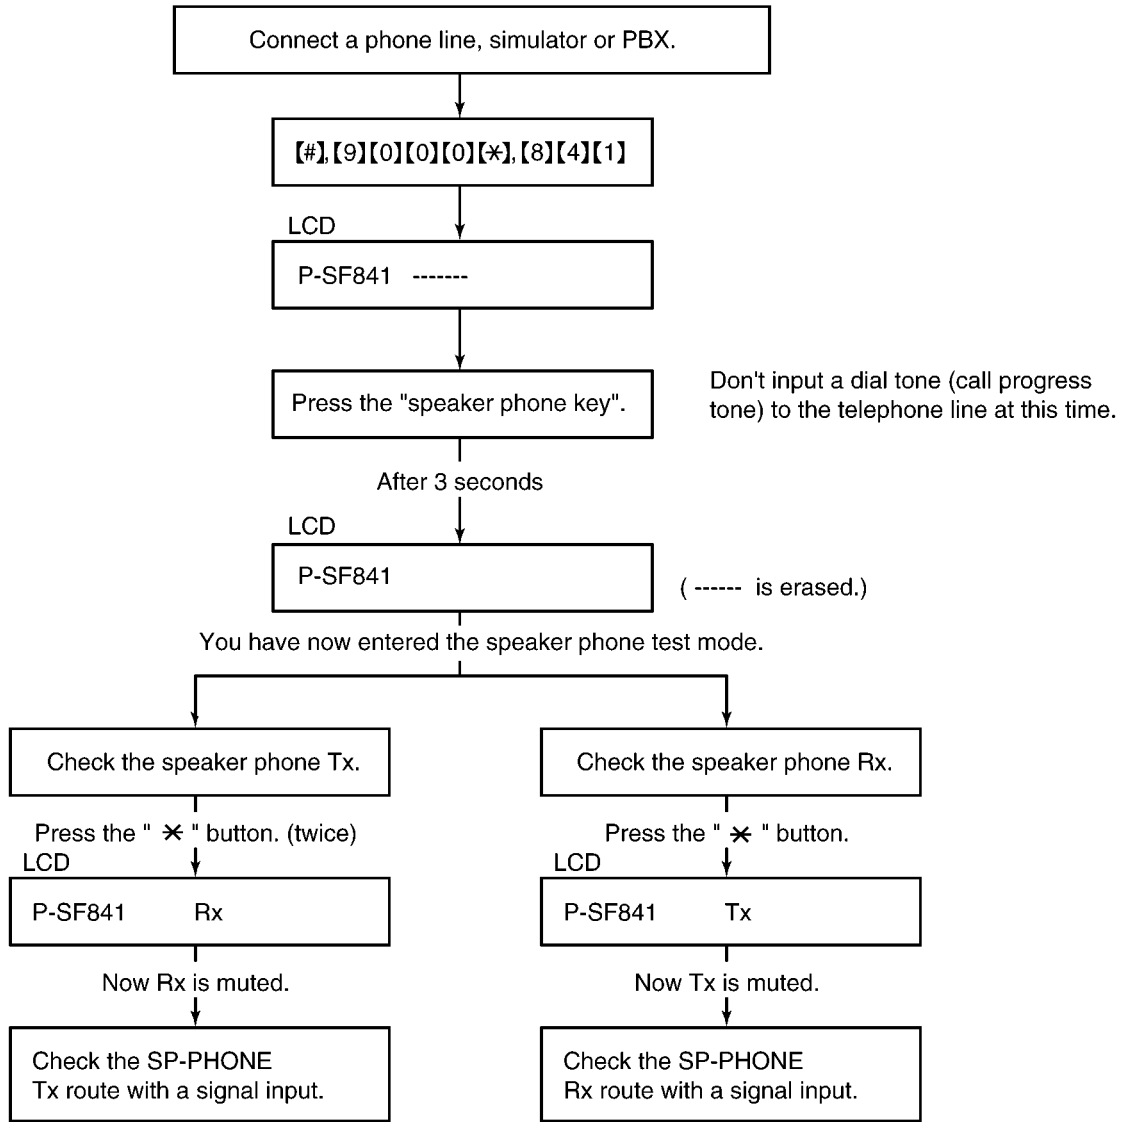 Connect a phone line, simulator or PBX.
【#】,【9】【0】【0】【0】【*】,【8】【4】【1】
LCD
P-SF841 -------
Press the "speaker phone key".
Don't input a dial tone (call progress
tone) to the telephone line at this time.
After 3 seconds
LCD
P-SF841
( ------ is erased.)
You have now entered the speaker phone test mode.
Check the speaker phone Tx.
Press the " * " button. (twice)
LCD
P-SF841 Rx
Now Rx is muted.
Check the SP-PHONE
Tx route with a signal input.
Check the speaker phone Rx.
Press the " * " button.
LCD
P-SF841 Tx
Now Tx is muted.
Check the SP-PHONE
Rx route with a signal input.